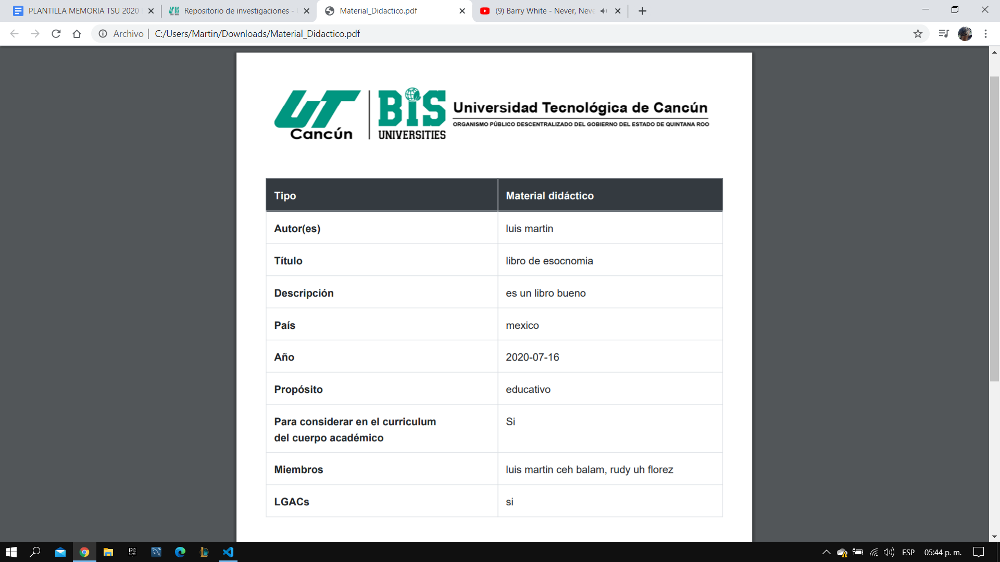 PLANTILLA MEMORIA TSU 2020
Repositorio de investigaciones -
Material_Didactico.pdf
(9) Barry White - Never, Neve
Archivo
C:/Users/Martin/Downloads/Material_Didactico.pdf
UT
Cancún
BIS
UNIVERSITIES
Universidad Tecnológica de Cancún
ORGANISMO PÚBLICO DESCENTRALIZADO DEL GOBIERNO DEL ESTADO DE QUINTANA ROO
Tipo Material didáctico
Autor(es) luis martin
Título libro de esocnomia
Descripción es un libro bueno
País mexico
Año 2020-07-16
Propósito educativo
Para considerar en el curriculum Si
del cuerpo académico
Miembros luis martin ceh balam, rudy uh florez
LGACs si
EPIC
GAMES
ESP
05:44 p. m.